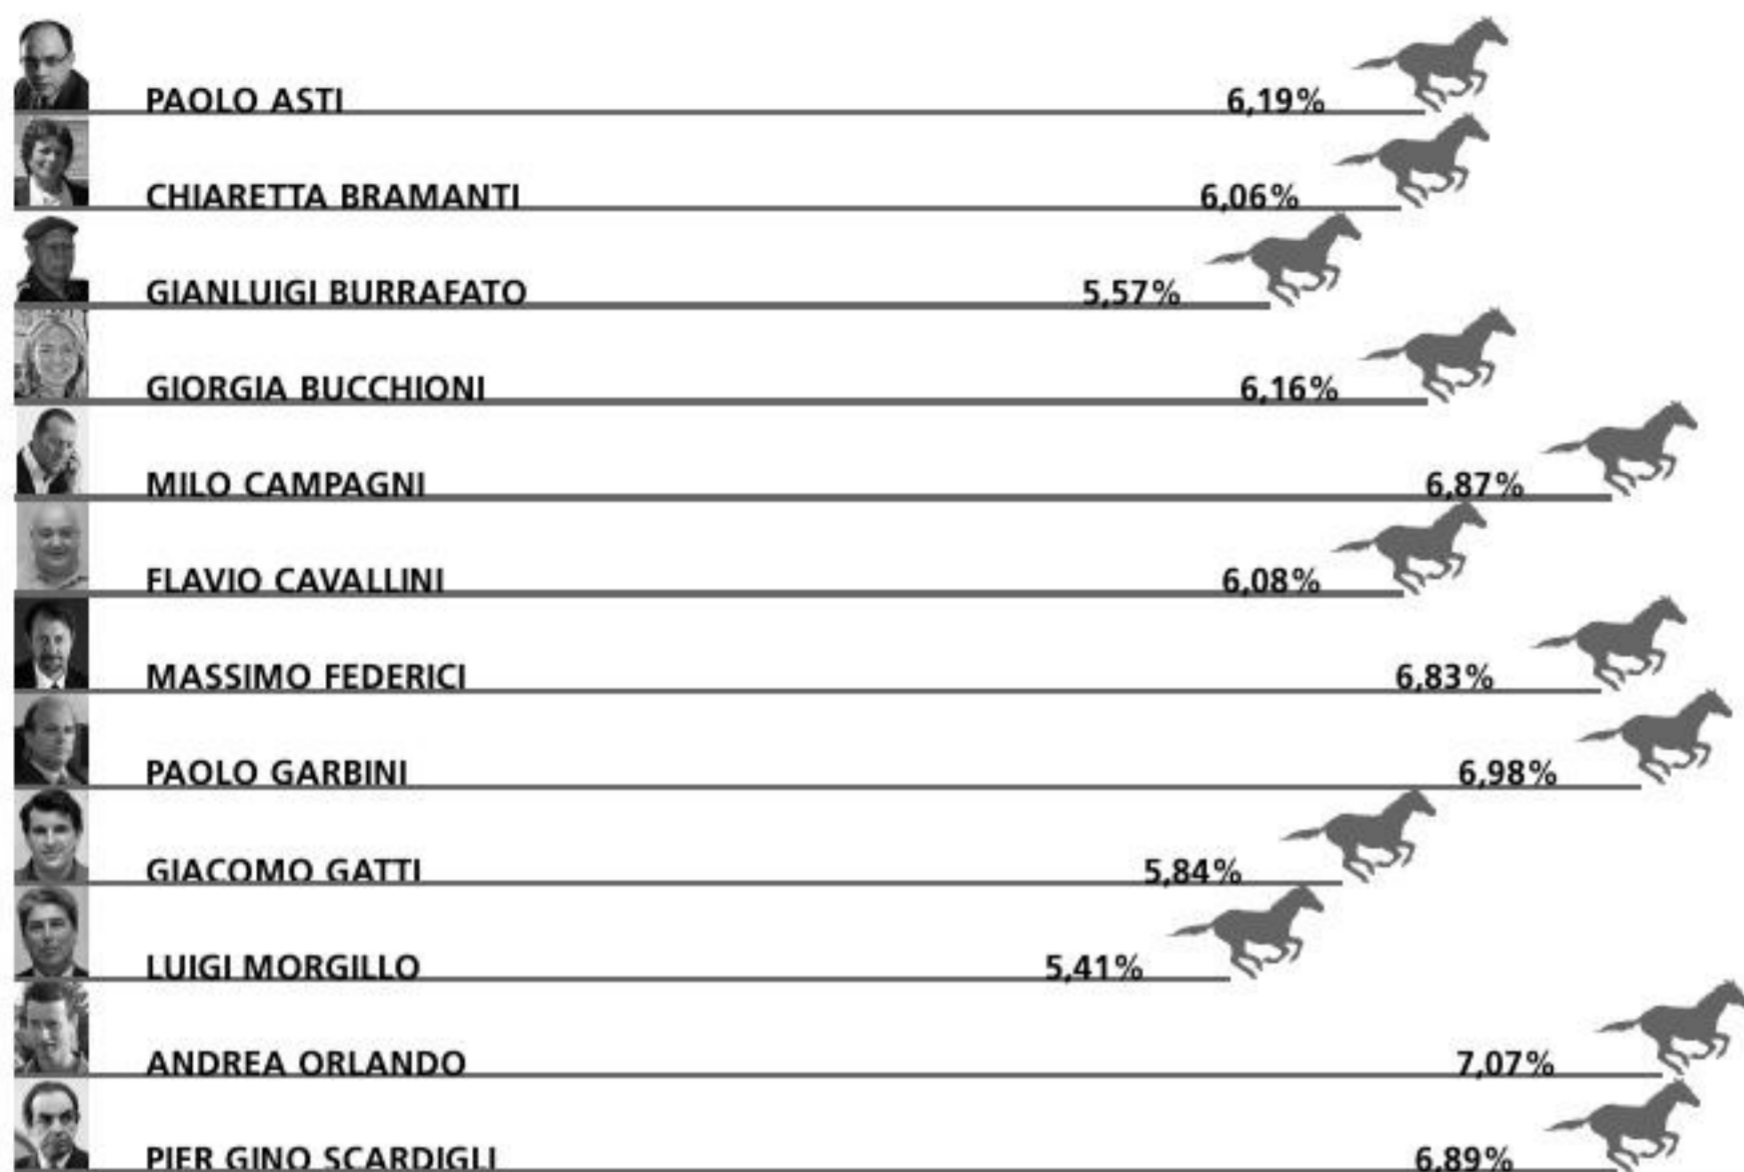 PAOLO ASTI 6,19%
CHIARETTA BRAMANTI 6,06%
GIANLUIGI BURRAFATO 5,57%
GIORGIA BUCCHIONI 6,16%
MILO CAMPAGNI 6,87%
FLAVIO CAVALLINI 6,08%
MASSIMO FEDERICI 6,83%
PAOLO GARBINI 6,98%
GIACOMO GATTI 5,84%
LUIGI MORGILLO 5,41%
ANDREA ORLANDO 7,07%
PIER GINO SCARDIGLI 6,89%